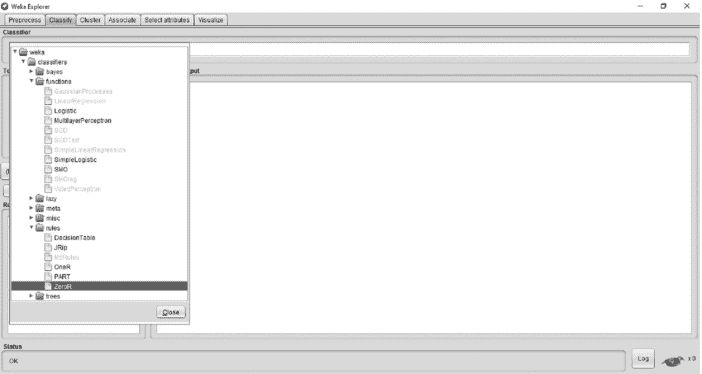 Weka Explorer
Preprocess Classify Cluster Associate Select attributes Visualize
Classifier
weka
classifiers
bayes
functions
GaussianProcesses
LinearRegression
Logistic
MultilayerPerceptron
SGD
SGDText
SimpleLinearRegression
SimpleLogistic
SMO
SMOreg
VotedPerceptron
lazy
meta
misc
rules
DecisionTable
JRip
M5Rules
OneR
PART
ZeroR
trees
Close
Status
OK
Log
x 0